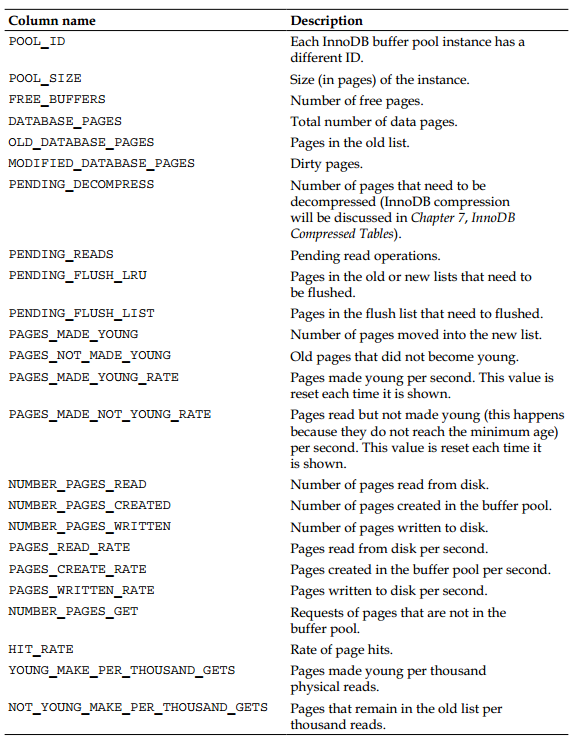 Column name Description
POOL_ID Each InnoDB buffer pool instance has a
different ID.
POOL_SIZE Size (in pages) of the instance.
FREE_BUFFERS Number of free pages.
DATABASE_PAGES Total number of data pages.
OLD_DATABASE_PAGES Pages in the old list.
MODIFIED_DATABASE_PAGES Dirty pages.
PENDING_DECOMPRESS Number of pages that need to be
decompressed (InnoDB compression
will be discussed in Chapter 7, InnoDB
Compressed Tables).
PENDING_READS Pending read operations.
PENDING_FLUSH_LRU Pages in the old or new lists that need to
be flushed.
PENDING_FLUSH_LIST Pages in the flush list that need to flushed.
PAGES_MADE_YOUNG Number of pages moved into the new list.
PAGES_NOT_MADE_YOUNG Old pages that did not become young.
PAGES_MADE_YOUNG_RATE Pages made young per second. This value is
reset each time it is shown.
PAGES_MADE_NOT_YOUNG_RATE Pages read but not made young (this happens
because they do not reach the minimum age)
per second. This value is reset each time it
is shown.
NUMBER_PAGES_READ Number of pages read from disk.
NUMBER_PAGES_CREATED Number of pages created in the buffer pool.
NUMBER_PAGES_WRITTEN Number of pages written to disk.
PAGES_READ_RATE Pages read from disk per second.
PAGES_CREATE_RATE Pages created in the buffer pool per second.
PAGES_WRITTEN_RATE Pages written to disk per second.
NUMBER_PAGES_GET Requests of pages that are not in the
buffer pool.
HIT_RATE Rate of page hits.
YOUNG_MAKE_PER_THOUSAND_GETS Pages made young per thousand
physical reads.
NOT_YOUNG_MAKE_PER_THOUSAND_GETS Pages that remain in the old list per
thousand reads.